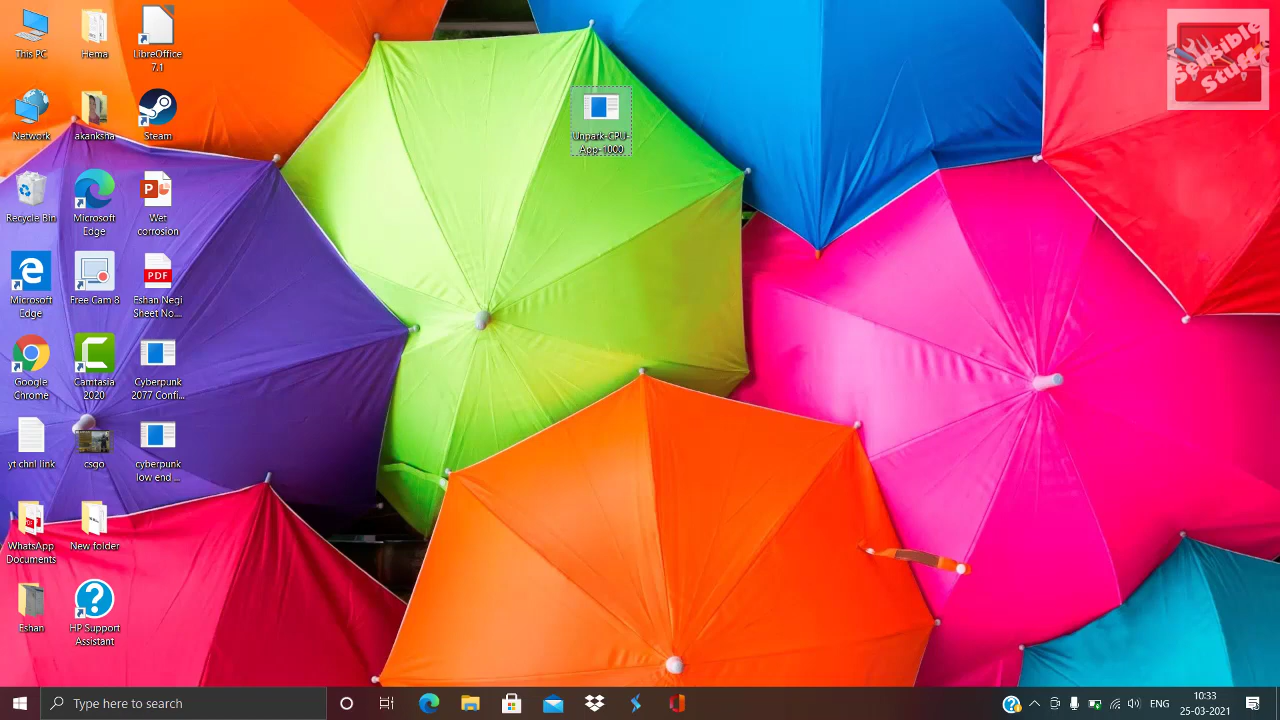 This PC
Hema
LibreOffice
7.1
Network
akanksha
Steam
Recycle Bin
Microsoft
Edge
Wet
corrosion
Microsoft
Edge
Free Cam 8
PDF
Eshan Negi
Sheet No....
Google
Chrome
Camtasia
2020
Cyberpunk
2077 Confi...
yt chnl link
csgo
cyberpunk
low end ...
WhatsApp
Documents
New folder
Eshan
HP Support
Assistant
Unpark-CPU-
App-1000
Sensible
Stuff
Type here to search
ENG
10:33
25-03-2021